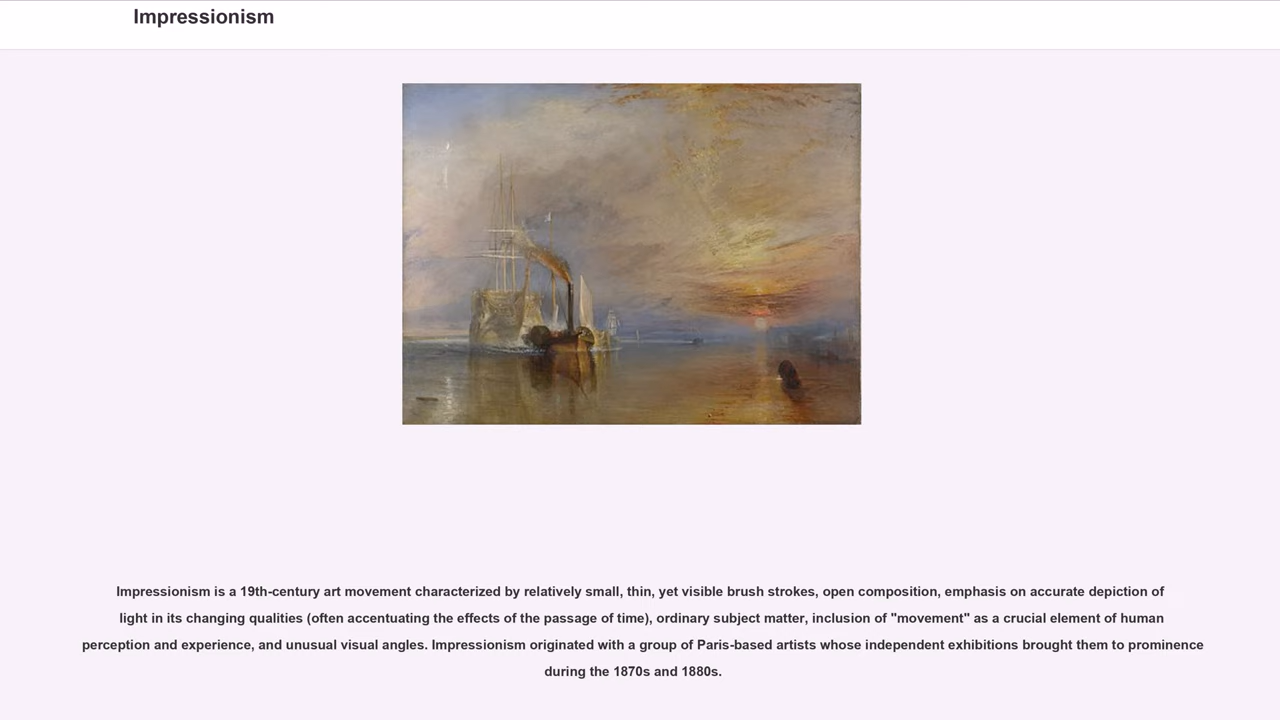 Impressionism
Impressionism is a 19th-century art movement characterized by relatively small, thin, yet visible brush strokes, open composition, emphasis on accurate depiction of
light in its changing qualities (often accentuating the effects of the passage of time), ordinary subject matter, inclusion of "movement" as a crucial element of human
perception and experience, and unusual visual angles. Impressionism originated with a group of Paris-based artists whose independent exhibitions brought them to prominence
during the 1870s and 1880s.